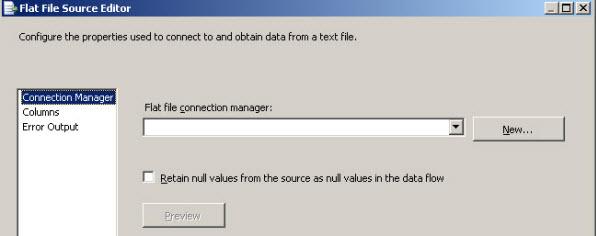 Flat File Source Editor
Configure the properties used to connect to and obtain data from a text file.
Connection Manager
Columns
Error Output
Flat file connection manager:
New...
Retain null values from the source as null values in the data flow
Preview